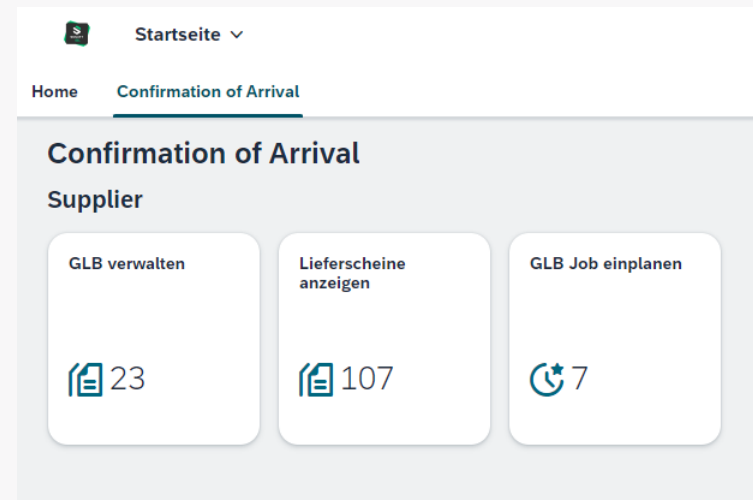 Startseite
Home
Confirmation of Arrival
Confirmation of Arrival
Supplier
GLB verwalten
23
Lieferscheine
anzeigen
107
GLB Job einplanen
7